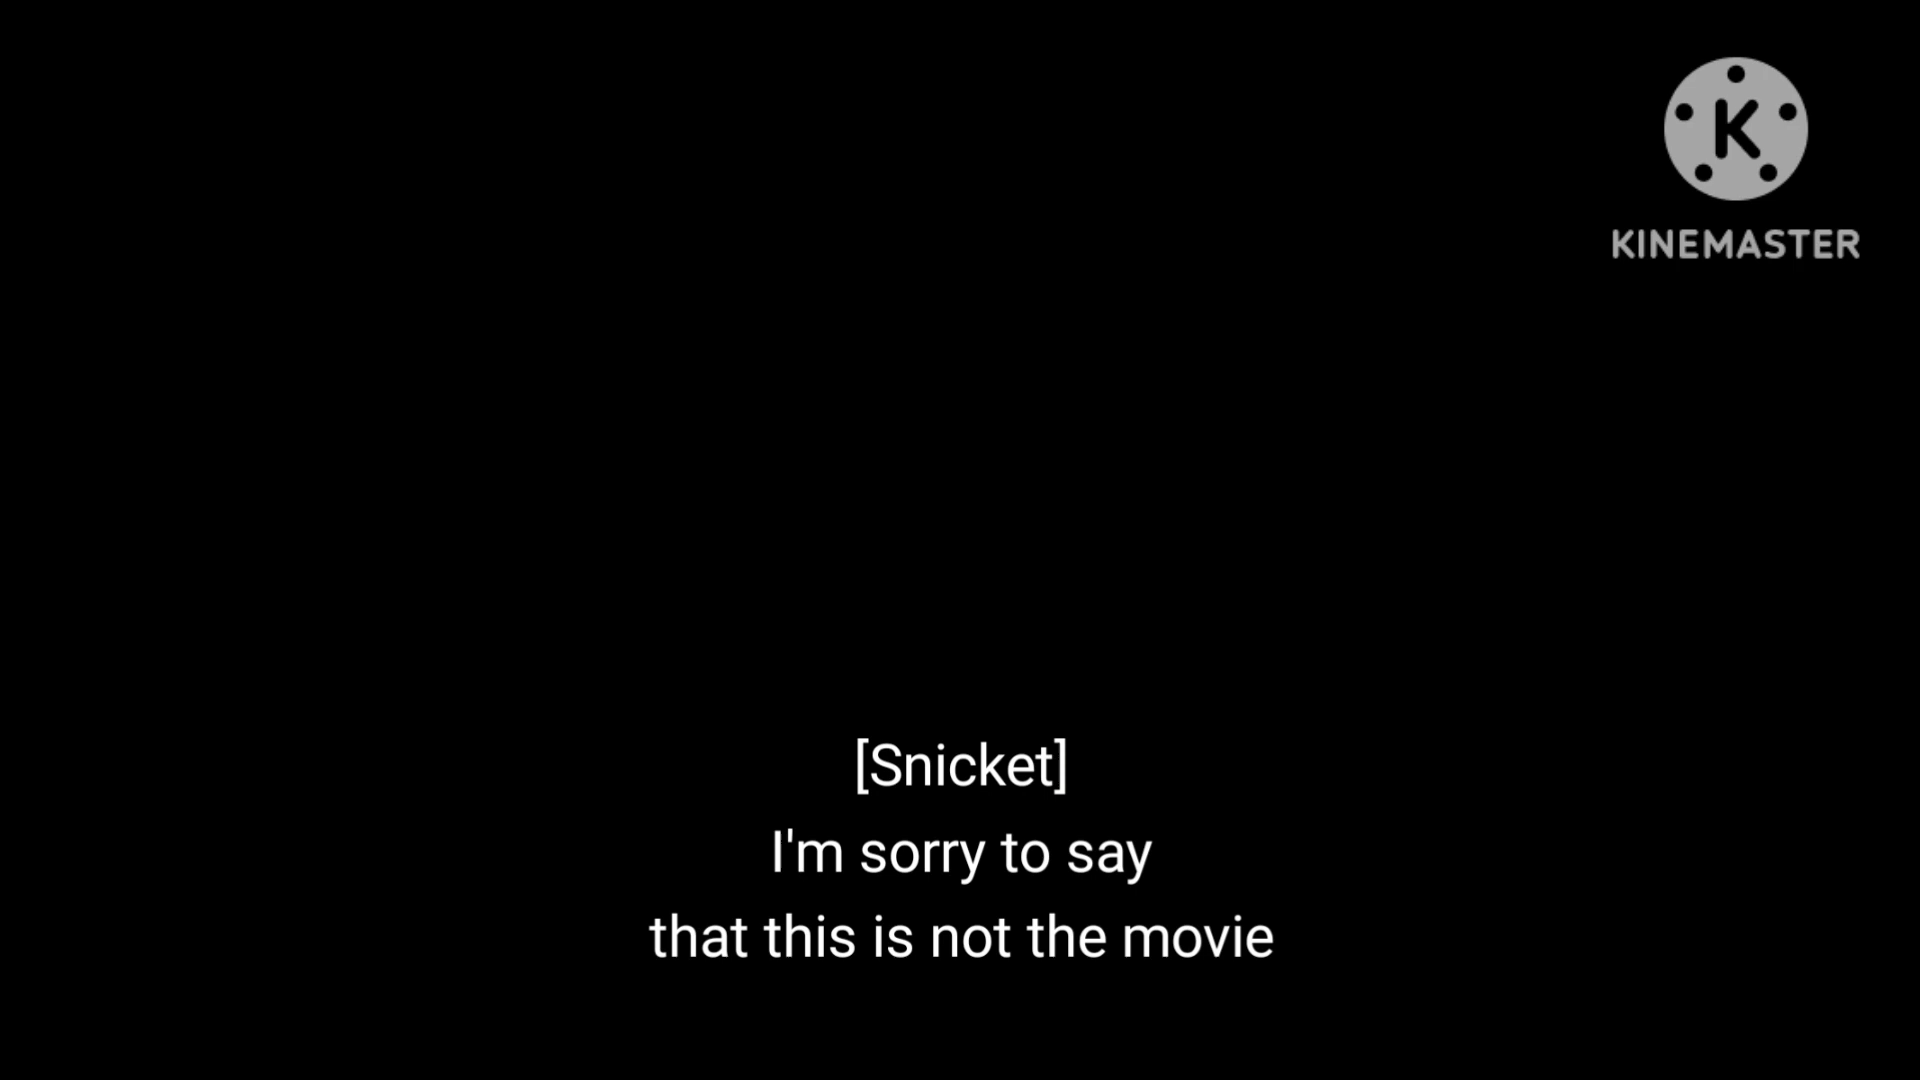 K
KINEMASTER
[Snicket]
I'm sorry to say
that this is not the movie